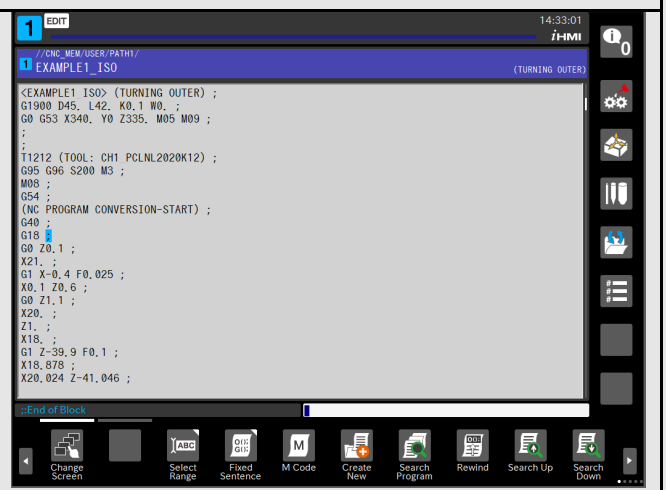 1 EDIT
14:33:01
iHMI
0
//CNC_MEM/USER/PATH1/
1 EXAMPLE1_ISO
(TURNING OUTER)
<EXAMPLE1 ISO> (TURNING OUTER) ;
G1900 D45. L42. K0.1 W0. ;
G0 G53 X340. Y0 Z335. M05 M09 ;
;
;
T1212 (TOOL: CH1 PCLNL2020K12) ;
G95 G96 S200 M3 ;
M08 ;
G54 ;
(NC PROGRAM CONVERSION-START) ;
G40 ;
G18 ;
G0 Z0.1 ;
X21. ;
G1 X-0.4 F0.025 ;
X0.1 Z0.6 ;
G0 Z1.1 ;
X20. ;
Z1. ;
X18. ;
G1 Z-39.9 F0.1 ;
X18.878 ;
X20.024 Z-41.046 ;
;:End of Block
ABC
M
Change Screen
Select Range
Fixed Sentence
M Code
Create New
Search Program
Rewind
Search Up
Search Down